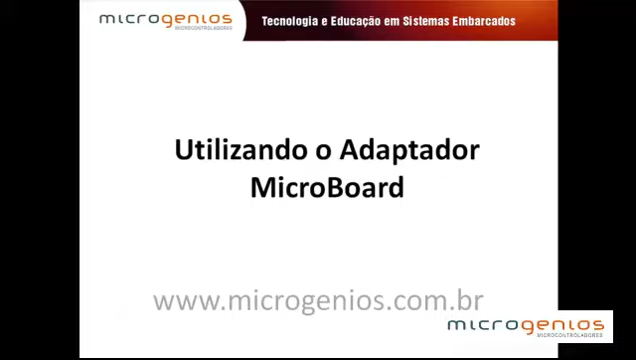 microgenios
MICROCONTROLADORES
Tecnologia e Educação em Sistemas Embarcados
Utilizando o Adaptador
MicroBoard
www.microgenios.com.br
microgenios
MICROCONTROLADORES